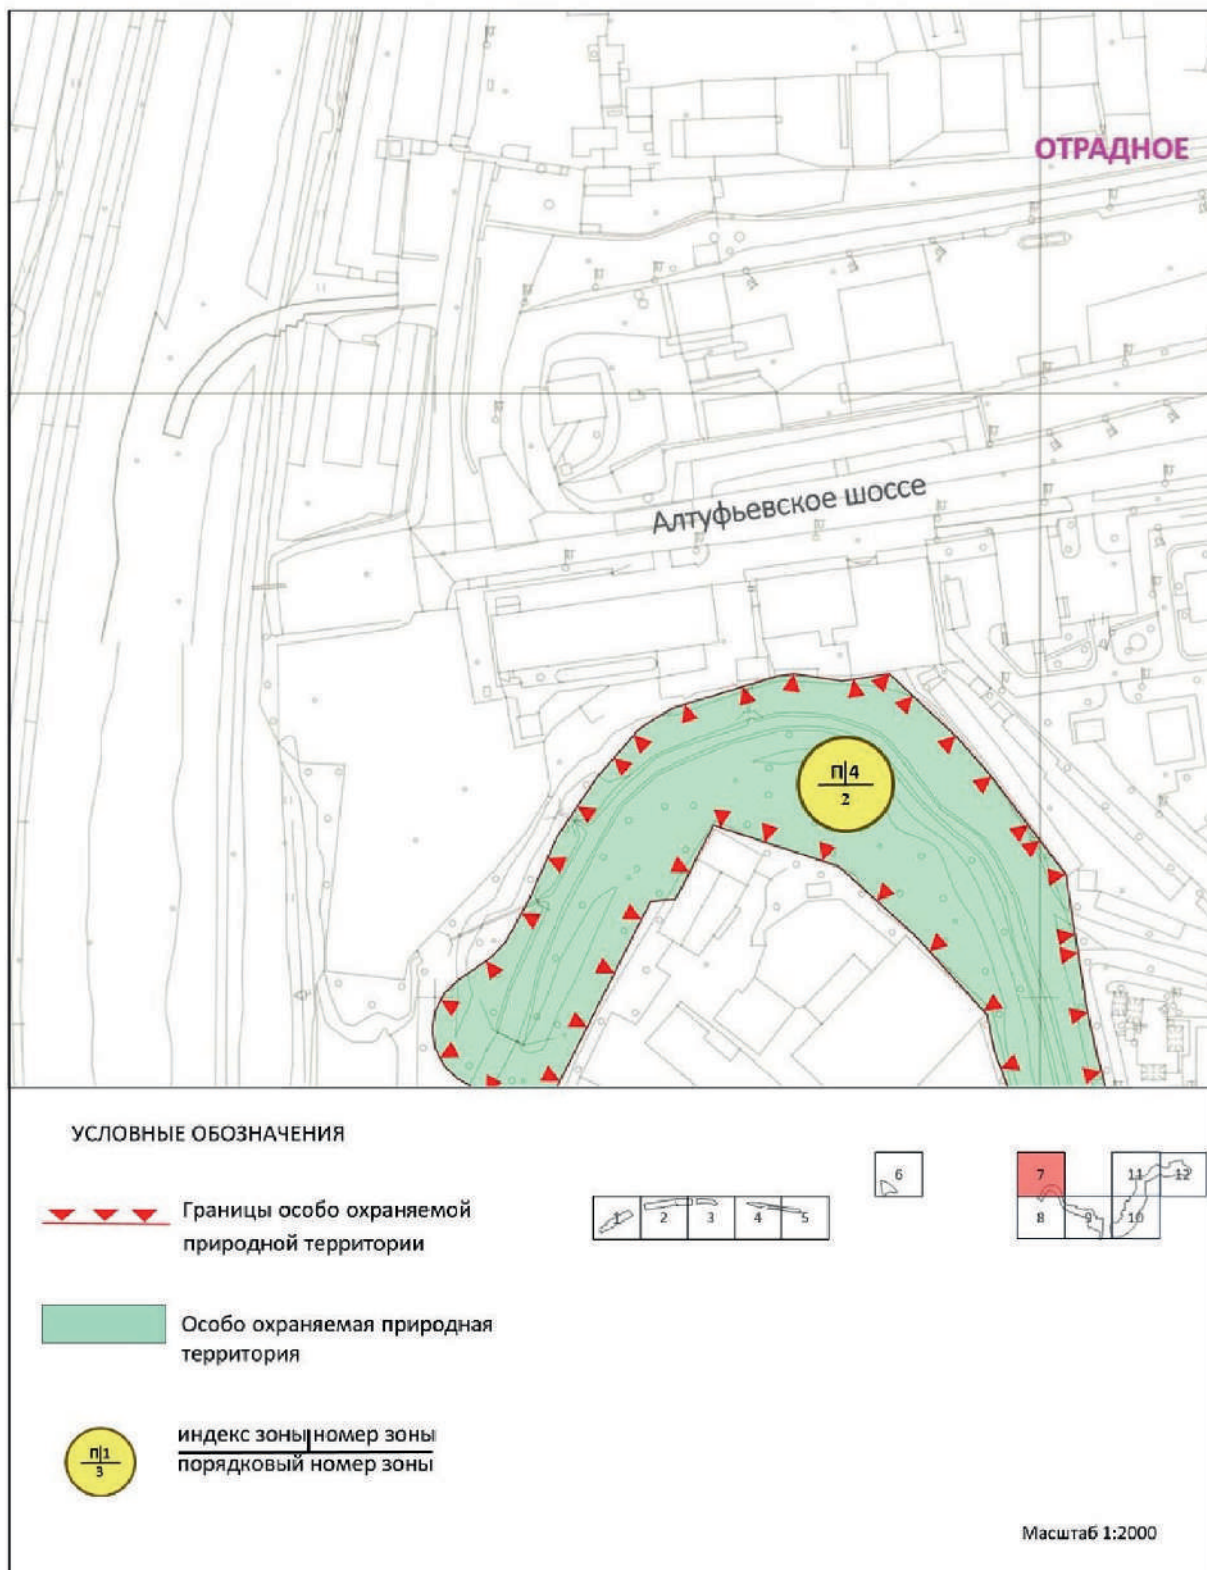 ОТРАДНОЕ
Алтуфьевское шоссе
П|4
2
УСЛОВНЫЕ ОБОЗНАЧЕНИЯ
Границы особо охраняемой
природной территории
Особо охраняемая природная
территория
П|1
3
индекс зоны|номер зоны
порядковый номер зоны
6
7 11 12
1 2 3 4 5
8 9 10
Масштаб 1:2000